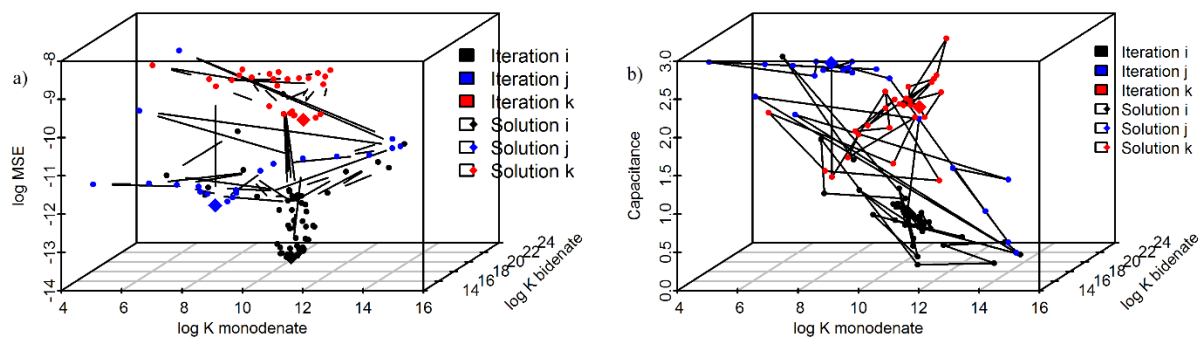 a)
log MSE
-8
-9
-10
-11
-12
-13
-14
4 6 8 10 12 14 16
log K monodenate
14 16 18 20 22 24
log K bidenate
Iteration i
Iteration j
Iteration k
Solution i
Solution j
Solution k
b)
Capacitance
3.0
2.5
2.0
1.5
1.0
0.5
0.0
4 6 8 10 12 14 16
log K monodenate
14 16 18 20 22 24
log K bidenate
Iteration i
Iteration j
Iteration k
Solution i
Solution j
Solution k